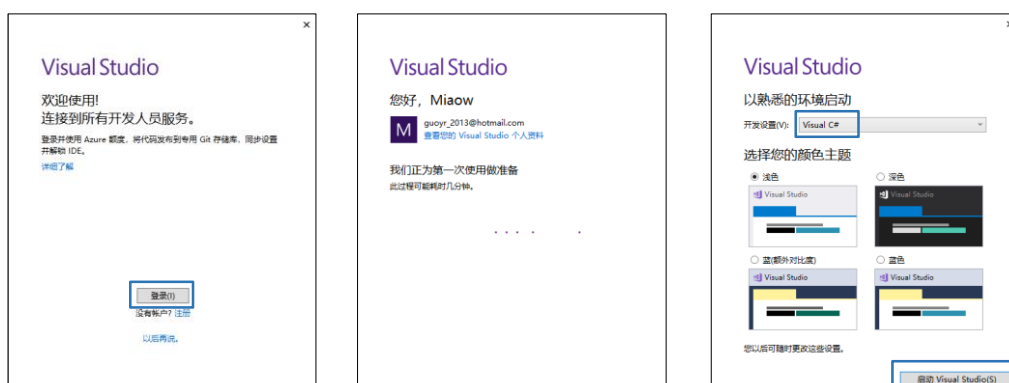 Visual Studio
欢迎使用!
连接到所有开发人员服务。
登录并使用 Azure 额度，将代码发布到专用 Git 存储库，同步设置
并解锁 IDE。
详细了解
登录(I)
没有帐户? 注册
以后再说。
Visual Studio
您好，Miaow
M
guoyr_2013@hotmail.com
查看您的 Visual Studio 个人资料
我们正为第一次使用做准备
此过程可能耗时几分钟。
Visual Studio
以熟悉的环境启动
开发设置(V): Visual C#
选择您的颜色主题
浅色
深色
Visual Studio
Visual Studio
蓝(额外对比度)
蓝色
Visual Studio
Visual Studio
您以后可随时更改这些设置。
启动 Visual Studio(S)